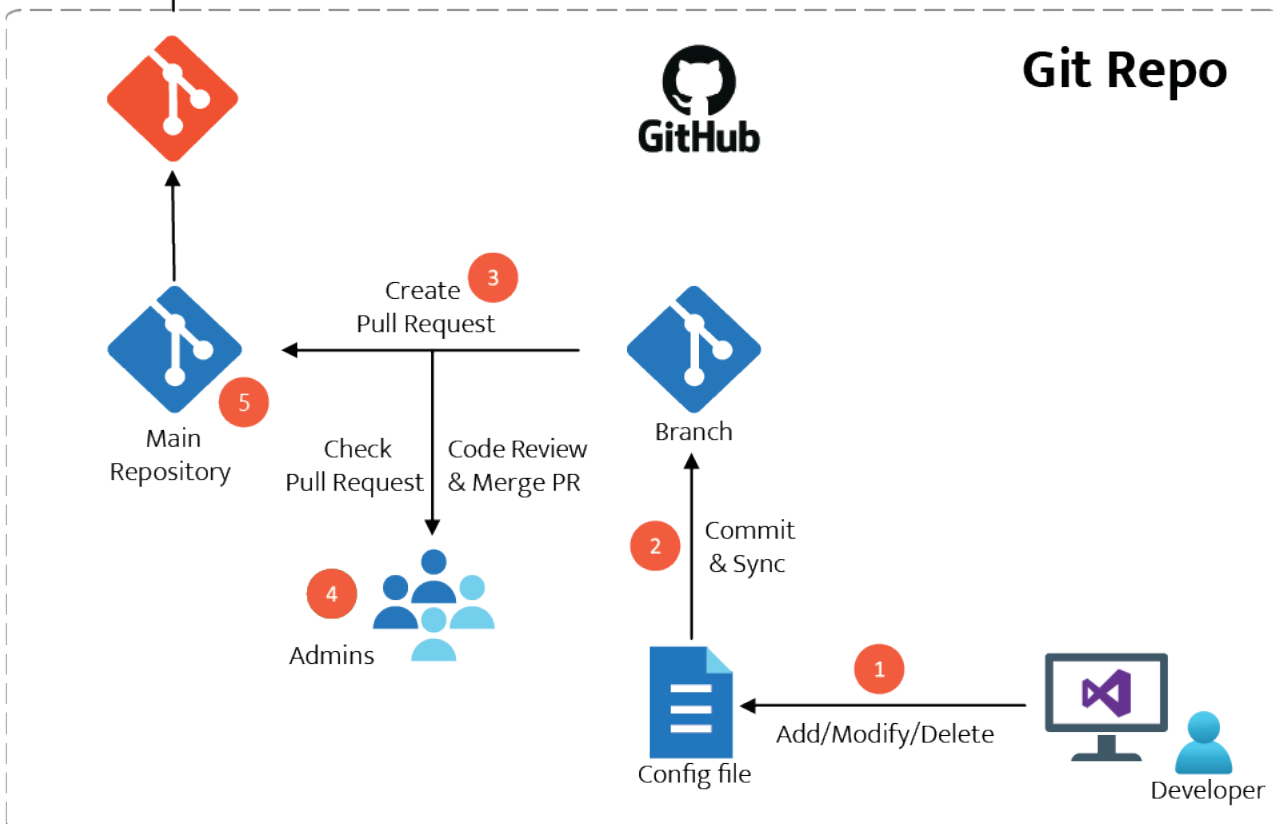 Git Repo
GitHub
Create
Pull Request
3
5
Main
Repository
Check
Pull Request
Code Review
& Merge PR
Branch
2
Commit
& Sync
4
Admins
1
Add/Modify/Delete
Config file
Developer